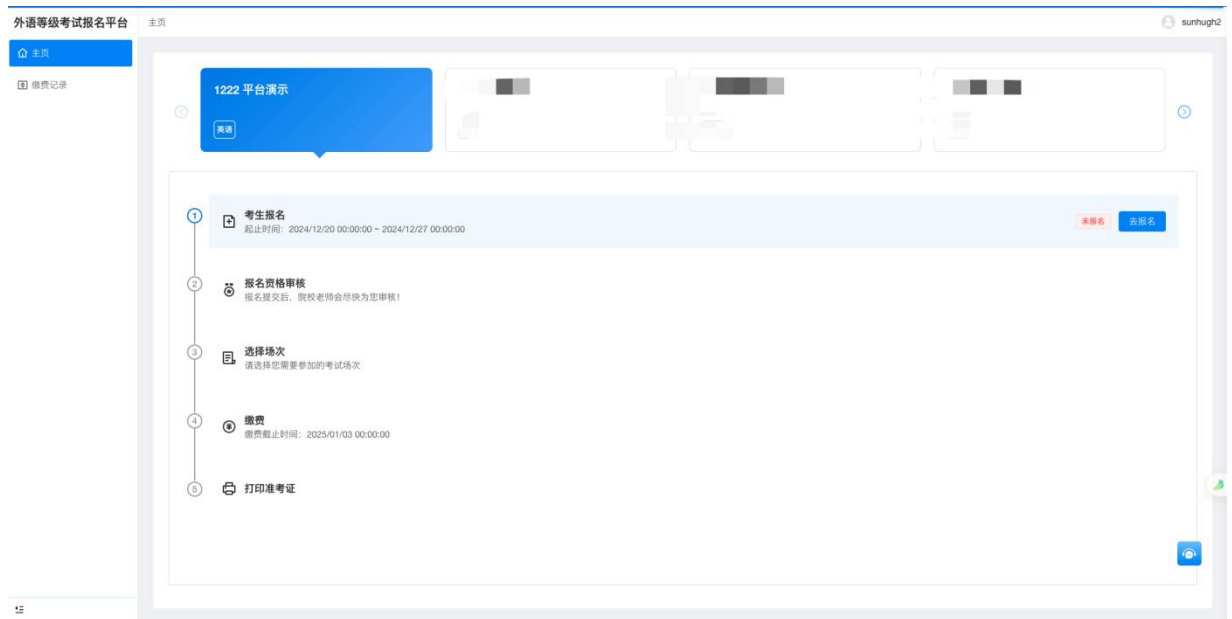 外语等级考试报名平台
主页
sunhugh2
主页
缴费记录
1222 平台演示
英语
1
考生报名
起止时间：2024/12/20 00:00:00 ~ 2024/12/27 00:00:00
未报名
去报名
2
报名资格审核
报名提交后，院校老师会尽快为您审核！
3
选择场次
请选择您需要参加的考试场次
4
缴费
缴费截止时间：2025/01/03 00:00:00
5
打印准考证